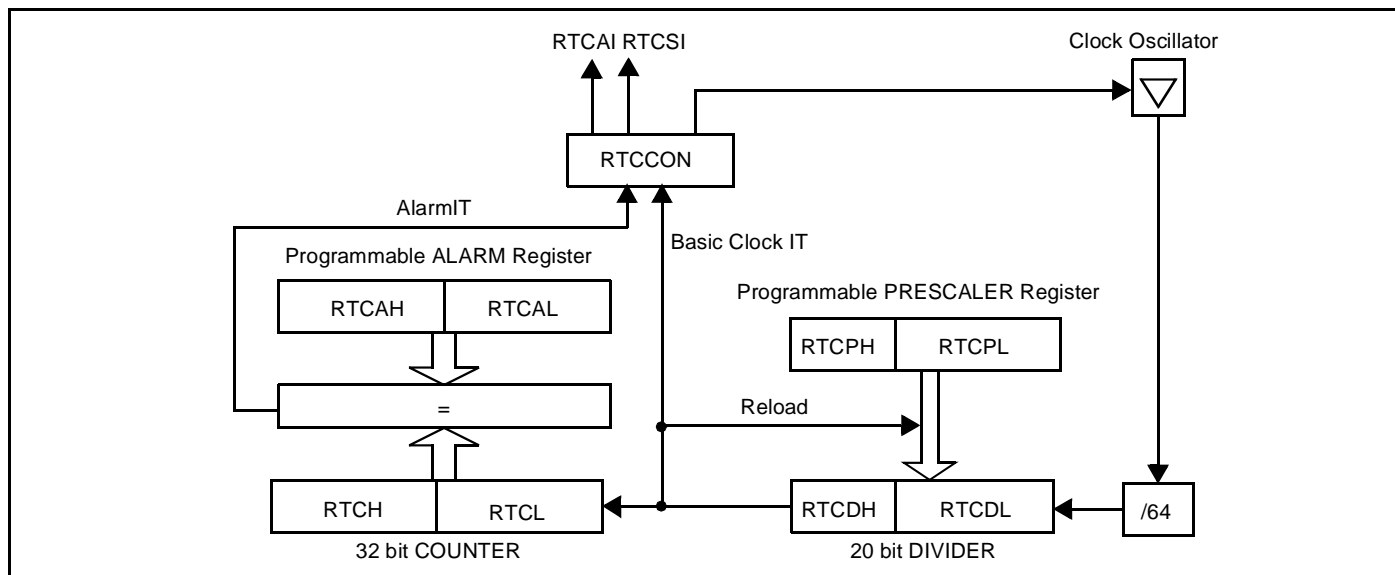 RTCAI RTCSI
Clock Oscillator
RTCCON
AlarmIT
Basic Clock IT
Programmable ALARM Register
RTCAH RTCAL
Programmable PRESCALER Register
RTCPH RTCPL
=
Reload
RTCH RTCL
RTCDH RTCDL
/64
32 bit COUNTER
20 bit DIVIDER